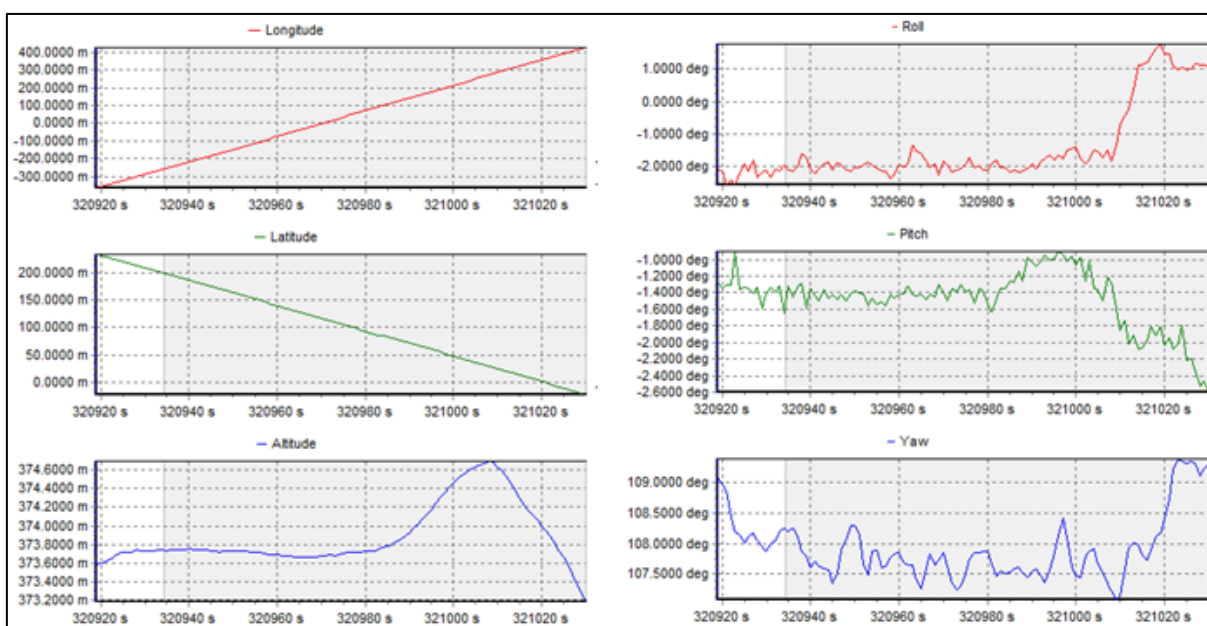 Longitude
400.0000 m
300.0000 m
200.0000 m
100.0000 m
0.0000 m
-100.0000 m
-200.0000 m
-300.0000 m
320920 s 320940 s 320960 s 320980 s 321000 s 321020 s
Roll
1.0000 deg
0.0000 deg
-1.0000 deg
-2.0000 deg
320920 s 320940 s 320960 s 320980 s 321000 s 321020 s
Latitude
200.0000 m
150.0000 m
100.0000 m
50.0000 m
0.0000 m
320920 s 320940 s 320960 s 320980 s 321000 s 321020 s
Pitch
-1.0000 deg
-1.2000 deg
-1.4000 deg
-1.6000 deg
-1.8000 deg
-2.0000 deg
-2.2000 deg
-2.4000 deg
-2.6000 deg
320920 s 320940 s 320960 s 320980 s 321000 s 321020 s
Altitude
374.6000 m
374.4000 m
374.2000 m
374.0000 m
373.8000 m
373.6000 m
373.4000 m
373.2000 m
320920 s 320940 s 320960 s 320980 s 321000 s 321020 s
Yaw
109.0000 deg
108.5000 deg
108.0000 deg
107.5000 deg
320920 s 320940 s 320960 s 320980 s 321000 s 321020 s